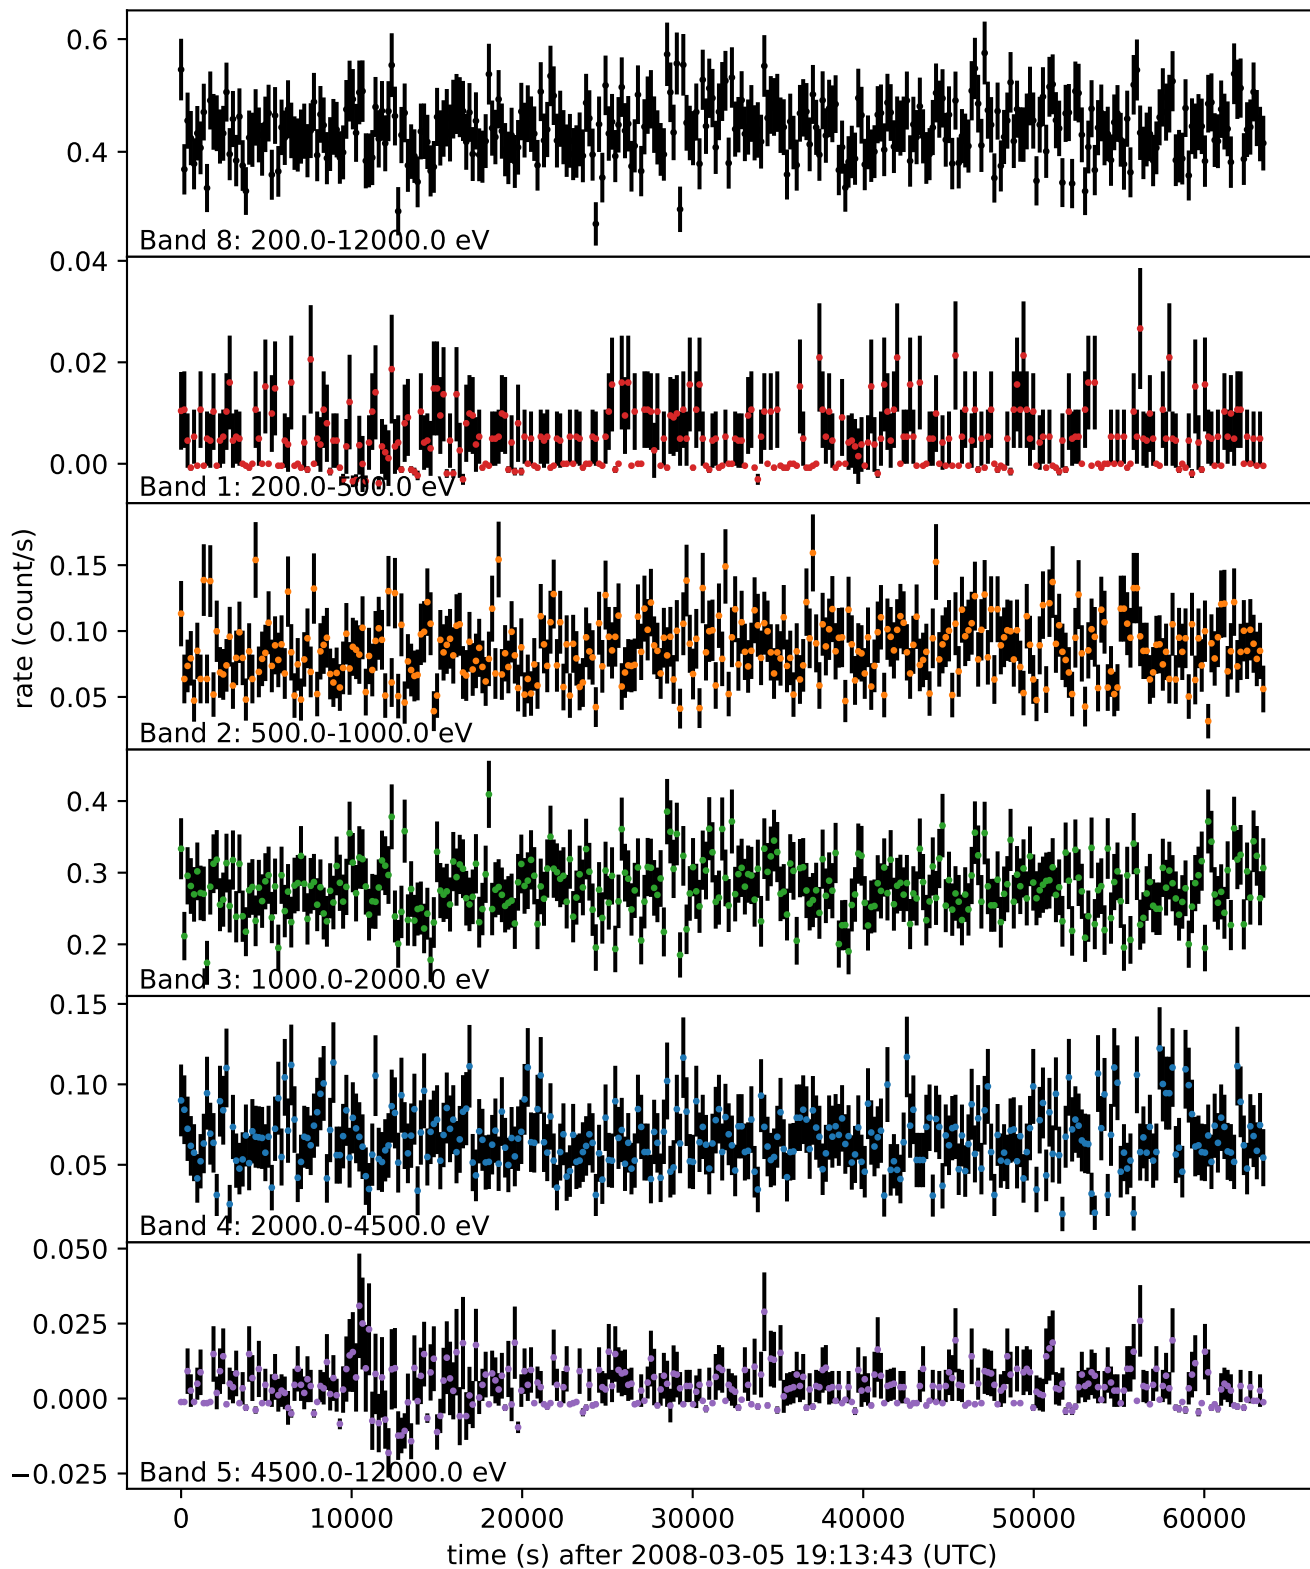 0.6
0.4
Band 8: 200.0-12000.0 eV
0.04
0.02
0.00
Band 1: 200.0-500.0 eV
rate (count/s)
0.15
0.10
0.05
Band 2: 500.0-1000.0 eV
0.4
0.3
0.2
Band 3: 1000.0-2000.0 eV
0.15
0.10
0.05
Band 4: 2000.0-4500.0 eV
0.050
0.025
0.000
−0.025
Band 5: 4500.0-12000.0 eV
0 10000 20000 30000 40000 50000 60000
time (s) after 2008-03-05 19:13:43 (UTC)